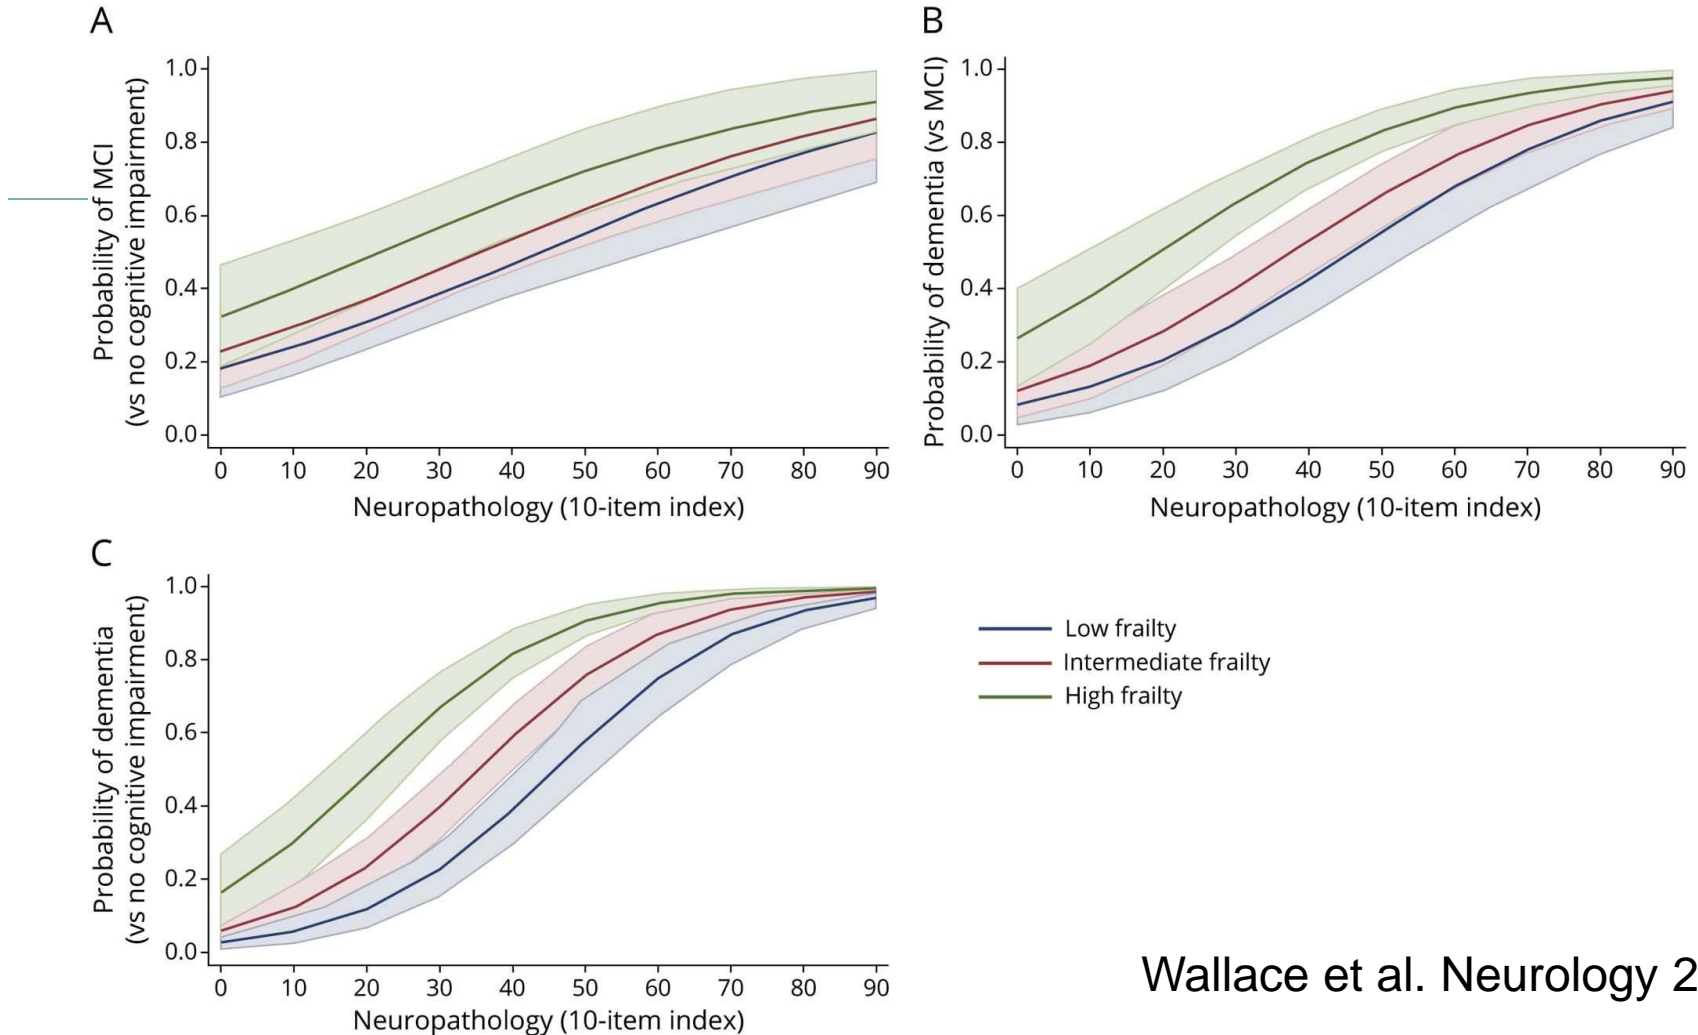 A
Probability of MCI
(vs no cognitive impairment)
1.0
0.8
0.6
0.4
0.2
0.0
0 10 20 30 40 50 60 70 80 90
Neuropathology (10-item index)
B
Probability of dementia (vs MCI)
1.0
0.8
0.6
0.4
0.2
0.0
0 10 20 30 40 50 60 70 80 90
Neuropathology (10-item index)
C
Probability of dementia
(vs no cognitive impairment)
1.0
0.8
0.6
0.4
0.2
0.0
0 10 20 30 40 50 60 70 80 90
Neuropathology (10-item index)
Low frailty
Intermediate frailty
High frailty
Wallace et al. Neurology 2